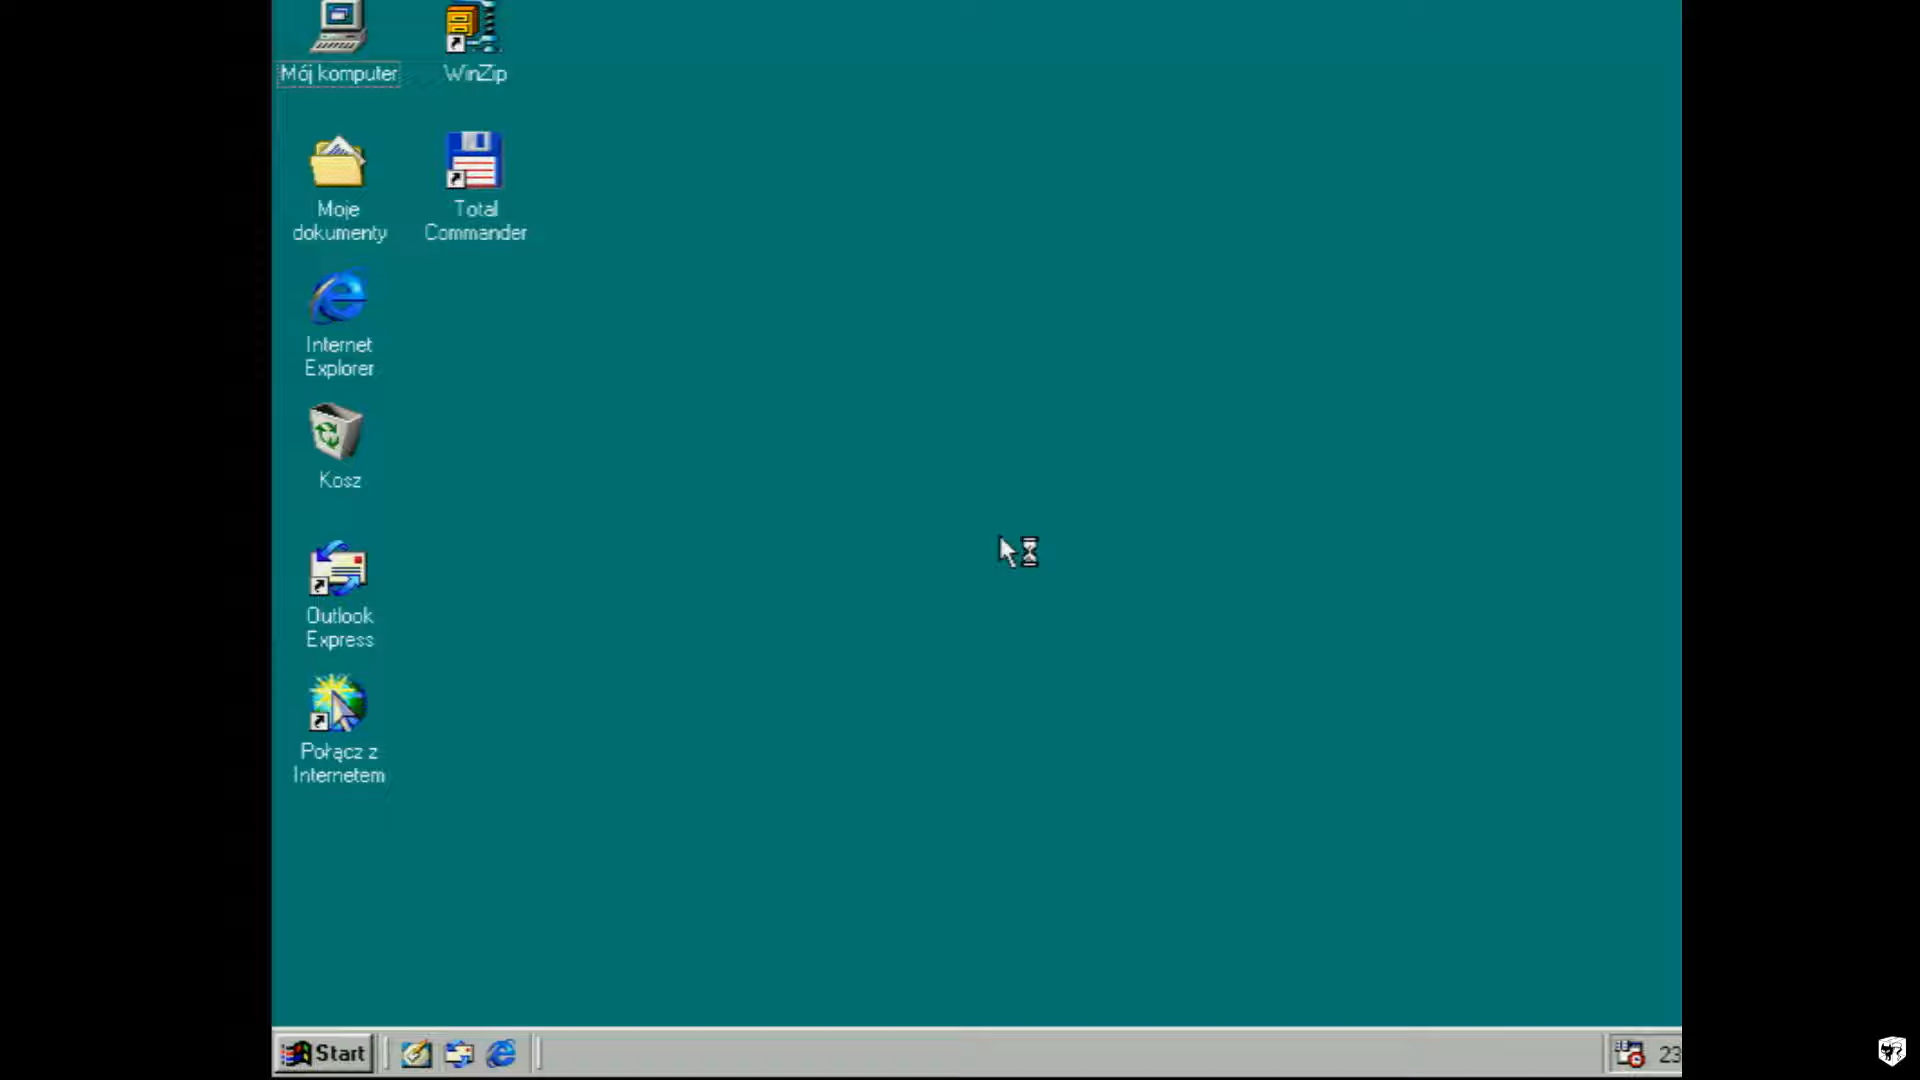 Mój komputer
WinZip
Moje
dokumenty
Total
Commander
Internet
Explorer
Kosz
Outlook
Express
Połącz z
Internetem
Start
23